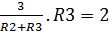 3/(R2+R3) . R3 = 2